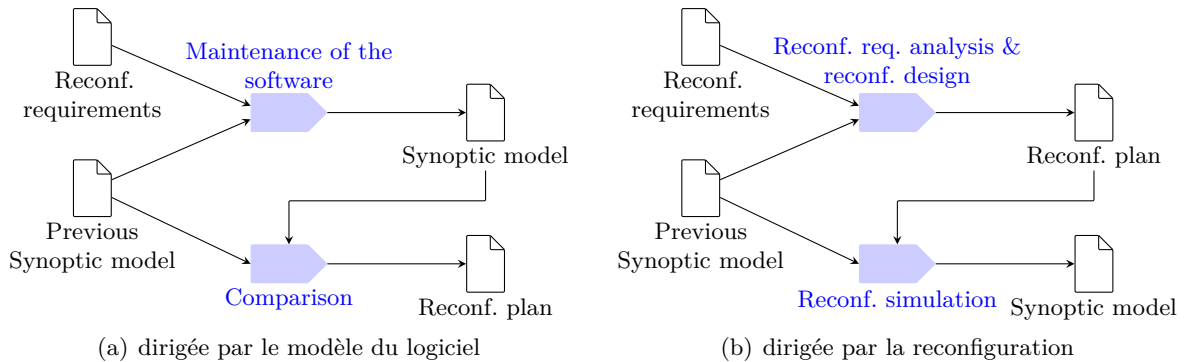 Maintenance of the
software
Reconf.
requirements
Synoptic model
Previous
Synoptic model
Comparison
Reconf. plan
(a) dirigée par le modèle du logiciel
Reconf. req. analysis &
reconf. design
Reconf.
requirements
Reconf. plan
Previous
Synoptic model
Reconf. simulation
Synoptic model
(b) dirigée par la reconfiguration